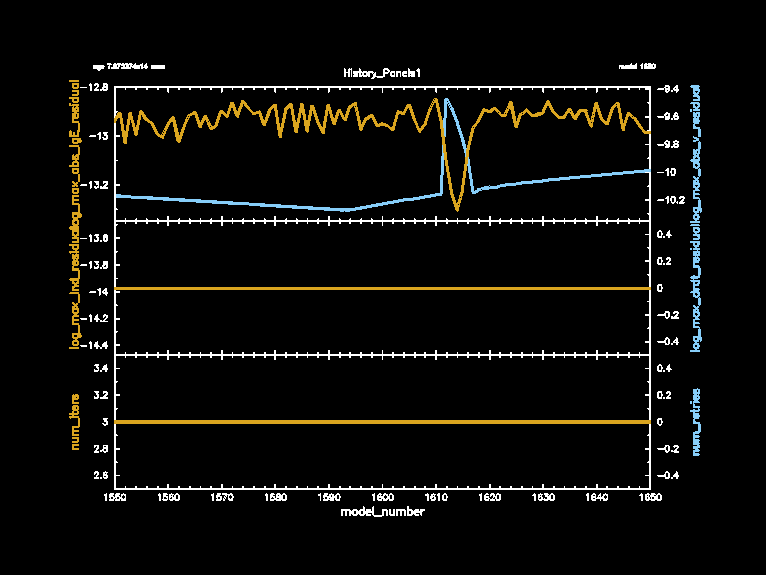 age 7.873374e14 secs
model 1650
History_Panels1
log_max_abs_lgE_residual
−12.8
−13
−13.2
−9.4
−9.6
−9.8
−10
−10.2
log_max_abs_v_residual
−13.6
−13.8
−14
−14.2
−14.4
0.4
0.2
0
−0.2
−0.4
log_max_drdt_residual
num_iters
3.4
3.2
3
2.8
2.6
0.4
0.2
0
−0.2
−0.4
num_retries
1550 1560 1570 1580 1590 1600 1610 1620 1630 1640 1650
model_number